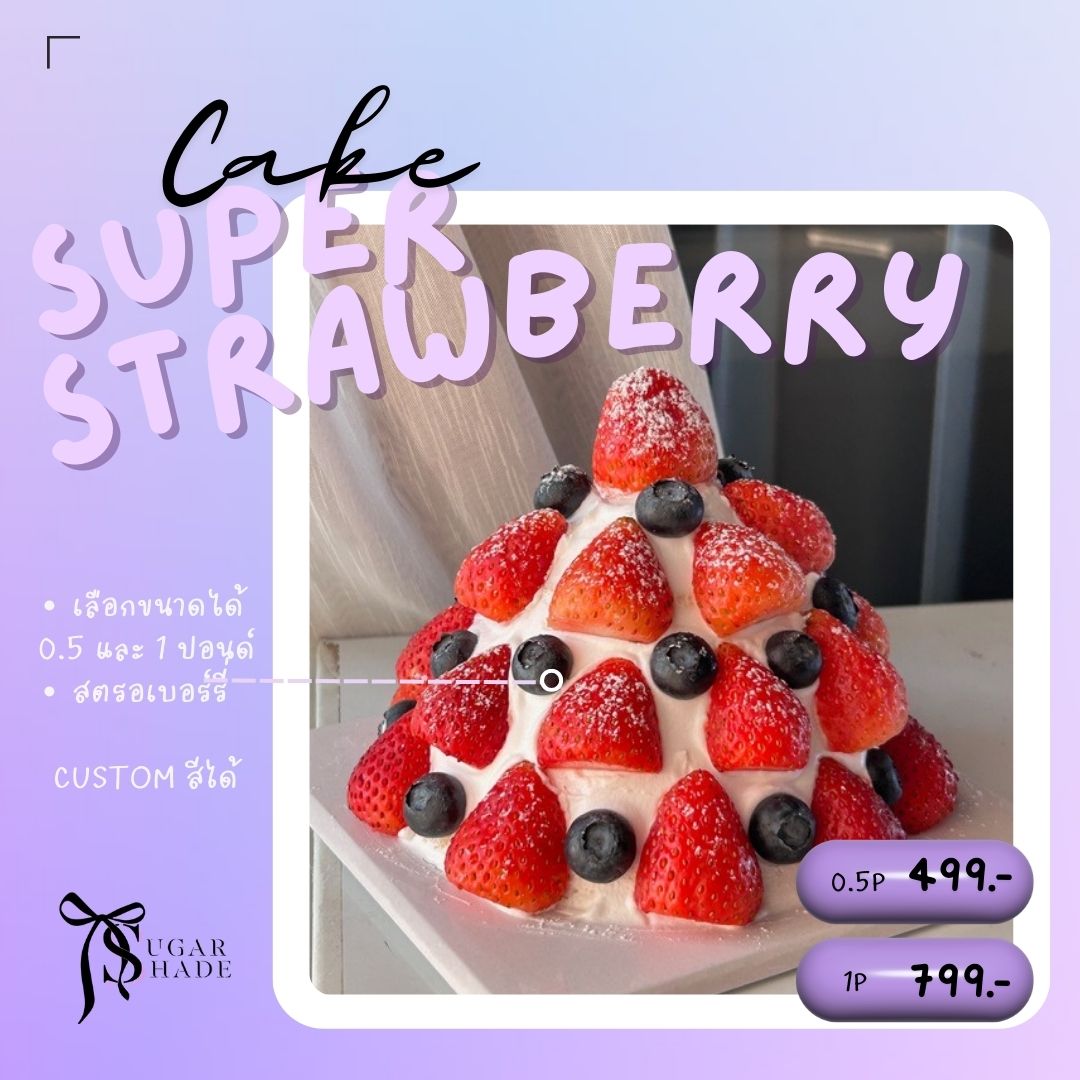 Cake
SUPER
STRAWBERRY
• เลือกขนาดได้
0.5 และ 1 ปอนด์
• สตรอเบอร์รี่
CUSTOM สีได้
SUGAR
SHADE
0.5P 499.-
1P 799.-